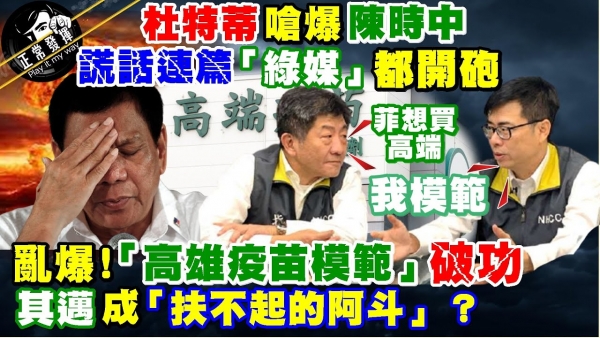 正常發揮
Play it my way
杜特蒂嗆爆陳時中
謊話連篇「綠媒」都開砲
高端
劑
菲想買
高端
我模範
NHCC
亂爆!「高雄疫苗模範」破功
其邁成「扶不起的阿斗」?